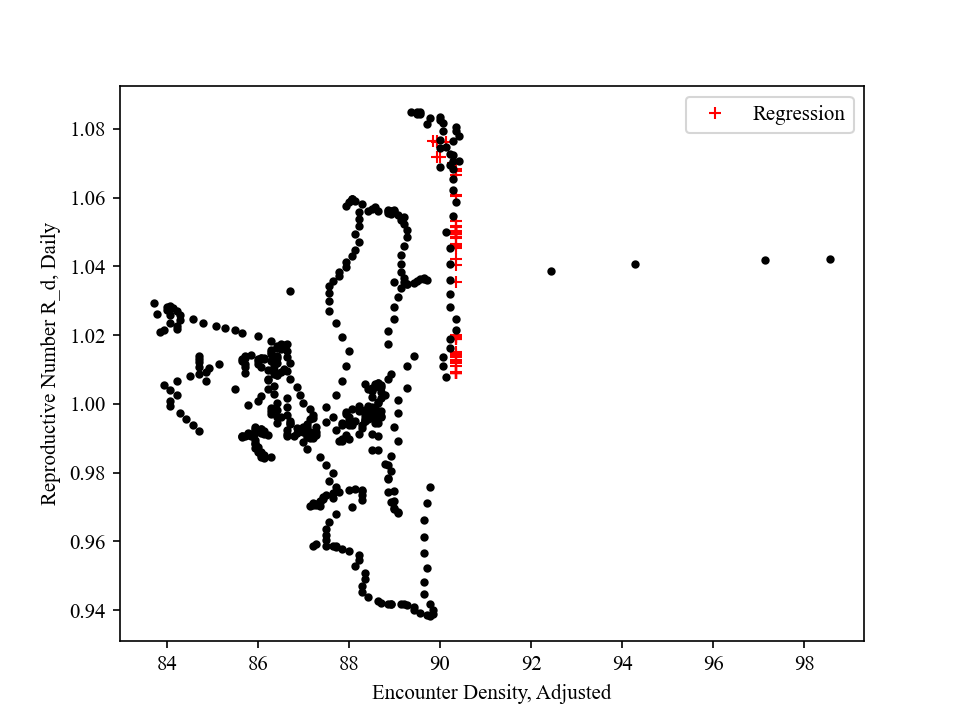 Regression
1.08
1.06
1.04
1.02
1.00
0.98
0.96
0.94
Reproductive Number R_d, Daily
84 86 88 90 92 94 96 98
Encounter Density, Adjusted